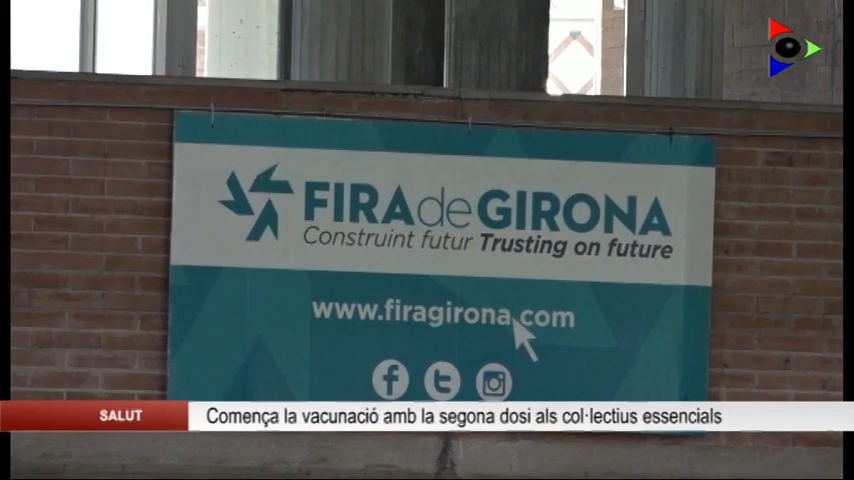 FIRAdeGIRONA
Construint futur Trusting on future
www.firagirona.com
SALUT
Comença la vacunació amb la segona dosi als col·lectius essencials